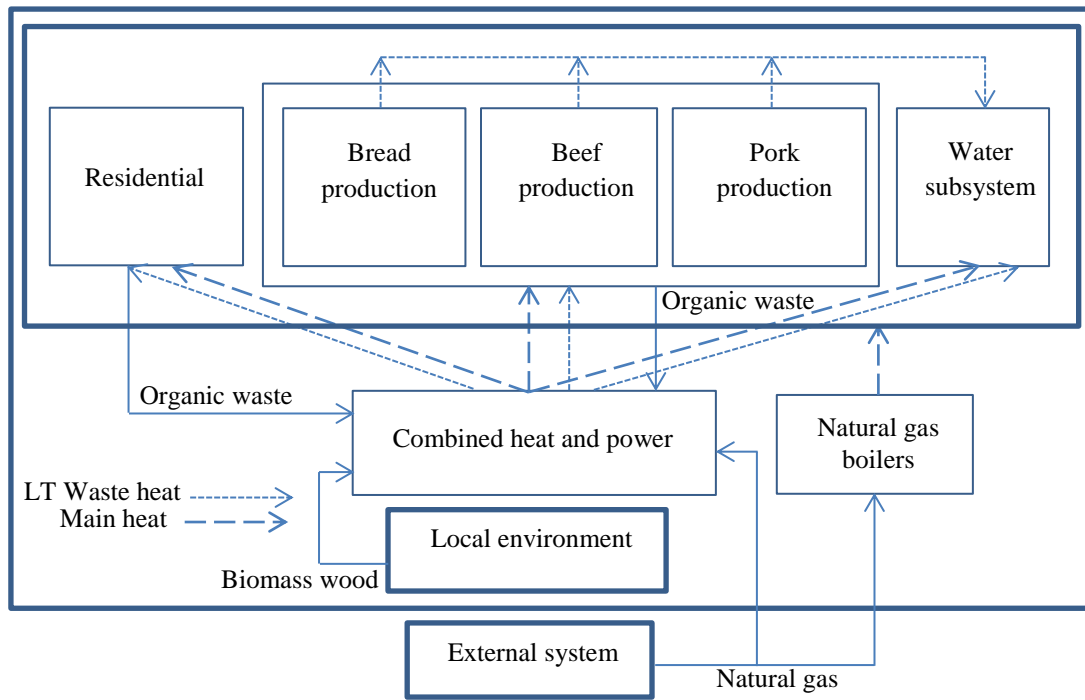 Residential
Bread
production
Beef
production
Pork
production
Water
subsystem
Organic waste
Organic waste
Combined heat and power
Natural gas
boilers
LT Waste heat
Main heat
Local environment
Biomass wood
External system
Natural gas